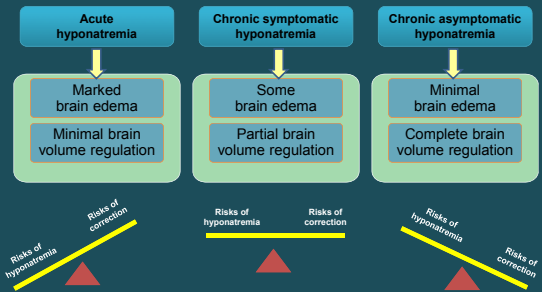 Acute
hyponatremia
Chronic symptomatic
hyponatremia
Chronic asymptomatic
hyponatremia
Marked
brain edema
Minimal brain
volume regulation
Some
brain edema
Partial brain
volume regulation
Minimal
brain edema
Complete brain
volume regulation
Risks of
hyponatremia
Risks of
correction
Risks of
hyponatremia
Risks of
correction
Risks of
hyponatremia
Risks of
correction